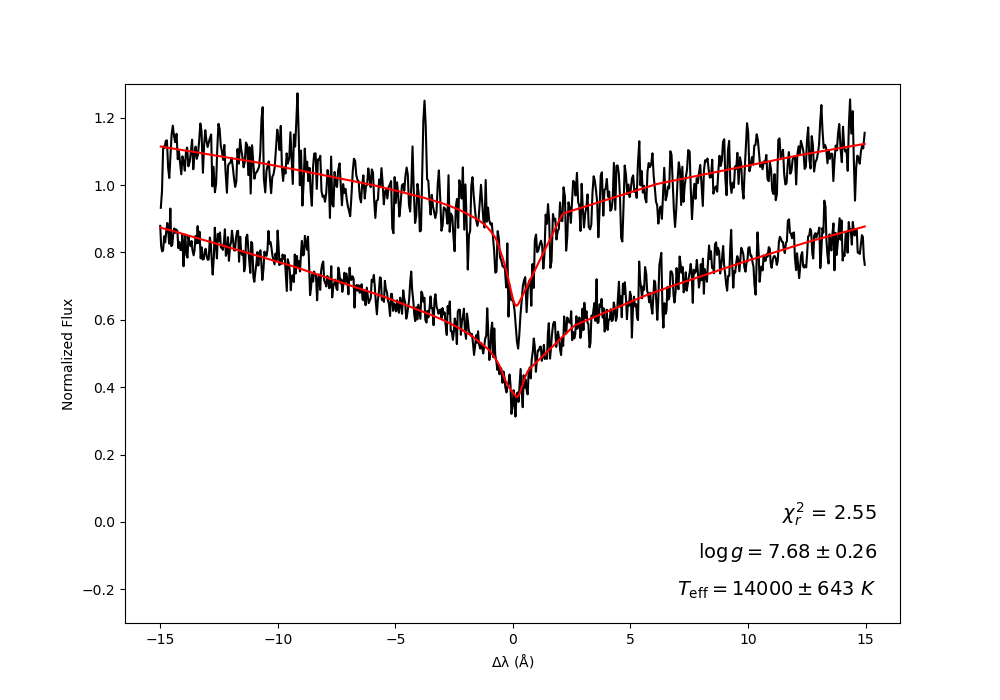 1.2
1.0
0.8
0.6
0.4
0.2
0.0
−0.2
Normalized Flux
χ²ᵣ = 2.55
log g = 7.68 ± 0.26
T_eff = 14000 ± 643 K
−15 −10 −5 0 5 10 15
Δλ (Å)